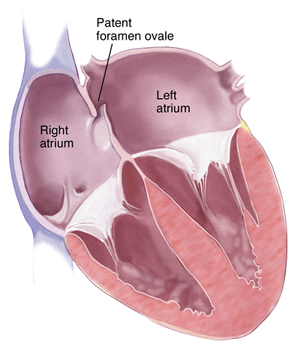 Patent
foramen ovale
Left
atrium
Right
atrium